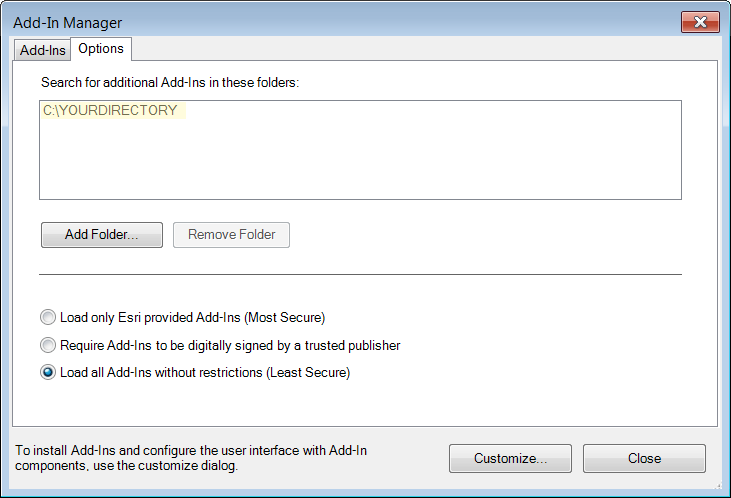 Add-In Manager
Add-Ins Options
Search for additional Add-Ins in these folders:
C:\YOURDIRECTORY
Add Folder... Remove Folder
Load only Esri provided Add-Ins (Most Secure)
Require Add-Ins to be digitally signed by a trusted publisher
Load all Add-Ins without restrictions (Least Secure)
To install Add-Ins and configure the user interface with Add-In
components, use the customize dialog.
Customize... Close